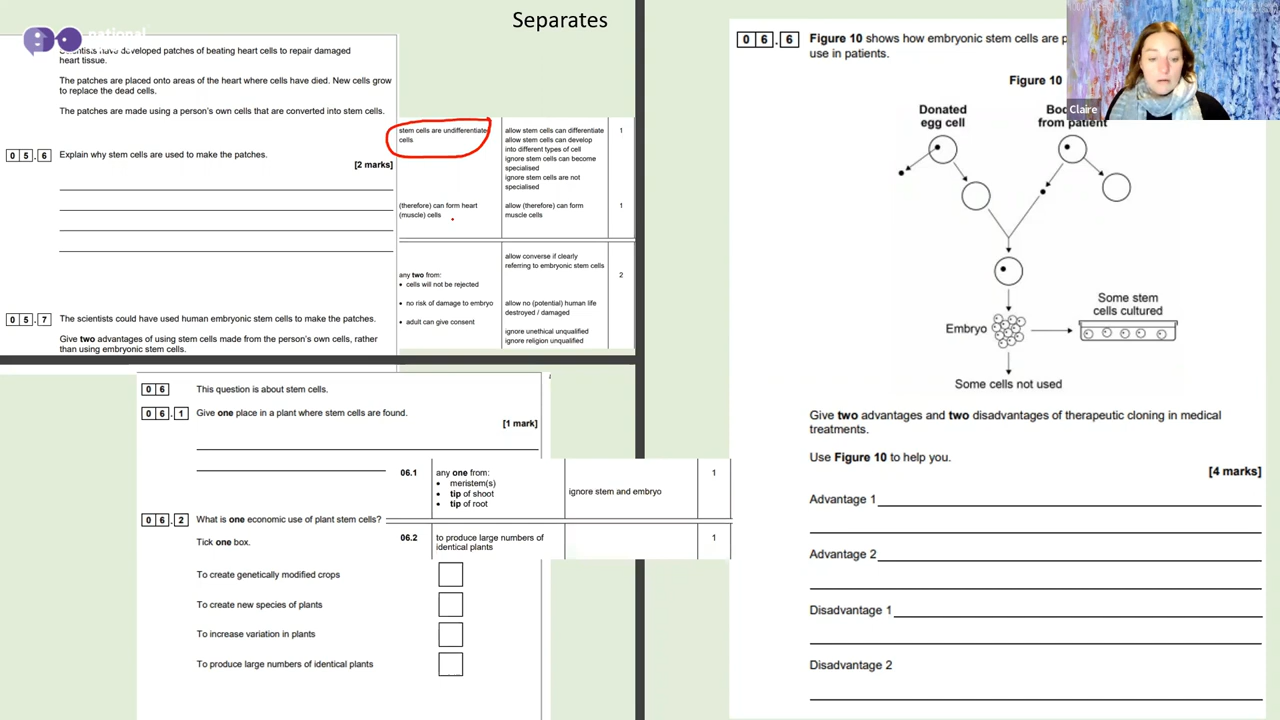 Separates
national
Scientists have developed patches of beating heart cells to repair damaged
heart tissue.
The patches are placed onto areas of the heart where cells have died. New cells grow
to replace the dead cells.
The patches are made using a person's own cells that are converted into stem cells.
0 5 . 6 Explain why stem cells are used to make the patches.
[2 marks]
stem cells are undifferentiated
cells
allow stem cells can differentiate
allow stem cells can develop
into different types of cell
ignore stem cells can become
specialised
ignore stem cells are not
specialised
1
(therefore) can form heart
(muscle) cells
allow (therefore) can form
muscle cells
1
any two from:
• cells will not be rejected
• no risk of damage to embryo
• adult can give consent
allow converse if clearly
referring to embryonic stem cells
allow no (potential) human life
destroyed / damaged
ignore unethical unqualified
ignore religion unqualified
2
0 5 . 7 The scientists could have used human embryonic stem cells to make the patches.
Give two advantages of using stem cells made from the person's own cells, rather
than using embryonic stem cells.
0 6 This question is about stem cells.
0 6 . 1 Give one place in a plant where stem cells are found.
[1 mark]
06.1
any one from:
• meristem(s)
• tip of shoot
• tip of root
ignore stem and embryo
1
0 6 . 2 What is one economic use of plant stem cells?
Tick one box.
06.2
to produce large numbers of
identical plants
1
To create genetically modified crops
To create new species of plants
To increase variation in plants
To produce large numbers of identical plants
0 6 . 6 Figure 10 shows how embryonic stem cells are p
use in patients.
Figure 10
Claire
Donated
egg cell
Bo
from patient
Embryo
Some stem
cells cultured
Some cells not used
Give two advantages and two disadvantages of therapeutic cloning in medical
treatments.
Use Figure 10 to help you.
[4 marks]
Advantage 1
Advantage 2
Disadvantage 1
Disadvantage 2